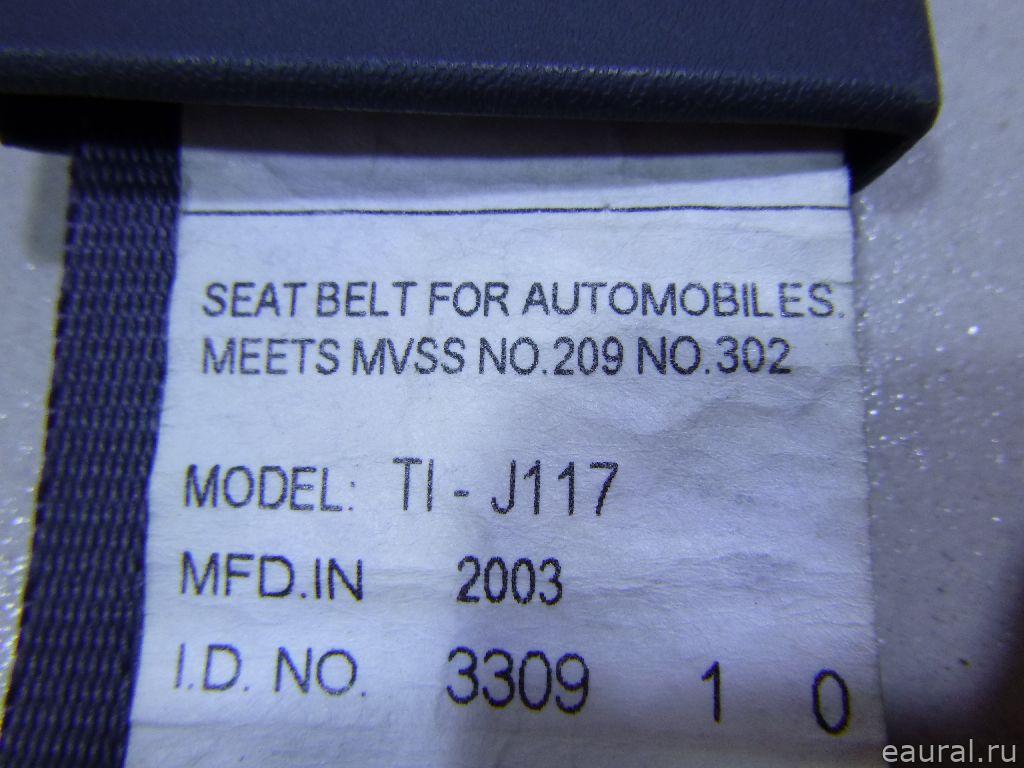 SEAT BELT FOR AUTOMOBILES.
MEETS MVSS NO.209 NO.302
MODEL: TI - J117
MFD.IN 2003
I.D. NO. 3309 1 0
eaural.ru